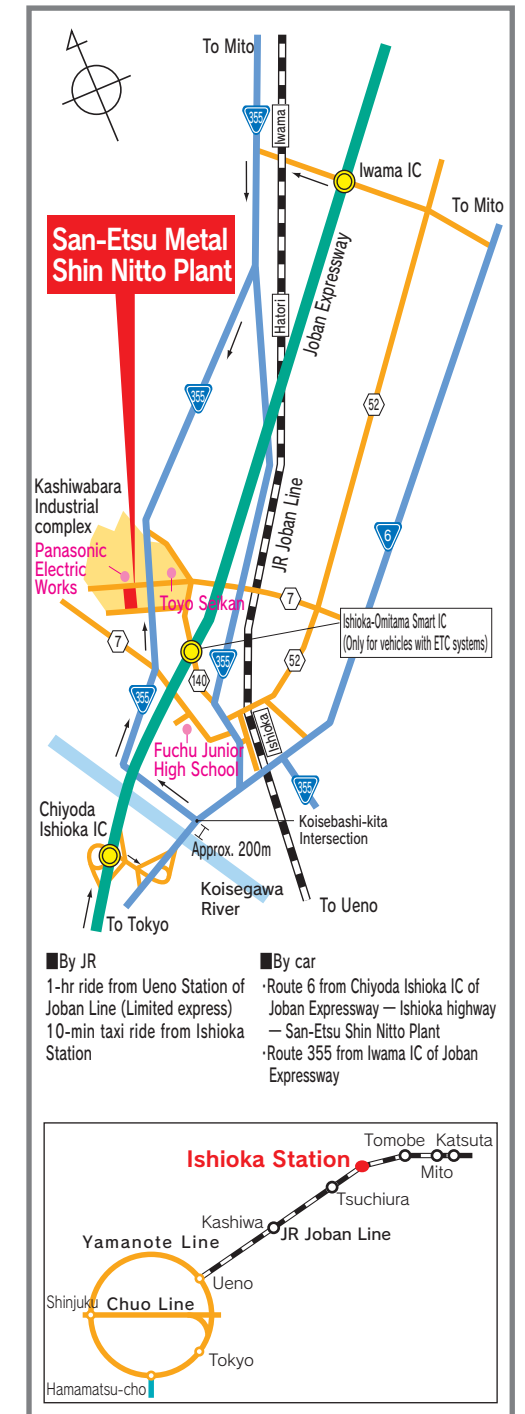 To Mito
355
Iwama
Iwama IC
To Mito
San-Etsu Metal
Shin Nitto Plant
Joban Expressway
Hatori
355
52
Kashiwabara
Industrial
complex
JR Joban Line
6
Panasonic
Electric
Works
Toyo Seikan
7
Ishioka-Omitama Smart IC
(Only for vehicles with ETC systems)
7
355
52
140
355
Ishioka
Fuchu Junior
High School
355
Chiyoda
Ishioka IC
Koisebashi-kita
Intersection
Approx. 200m
Koisegawa
River
To Ueno
To Tokyo
■By JR
1-hr ride from Ueno Station of
Joban Line (Limited express)
10-min taxi ride from Ishioka
Station
■By car
·Route 6 from Chiyoda Ishioka IC of
Joban Expressway — Ishioka highway
— San-Etsu Shin Nitto Plant
·Route 355 from Iwama IC of Joban
Expressway
Tomobe
Katsuta
Ishioka Station
Mito
Tsuchiura
Kashiwa
JR Joban Line
Yamanote Line
Ueno
Shinjuku
Chuo Line
Tokyo
Hamamatsu-cho